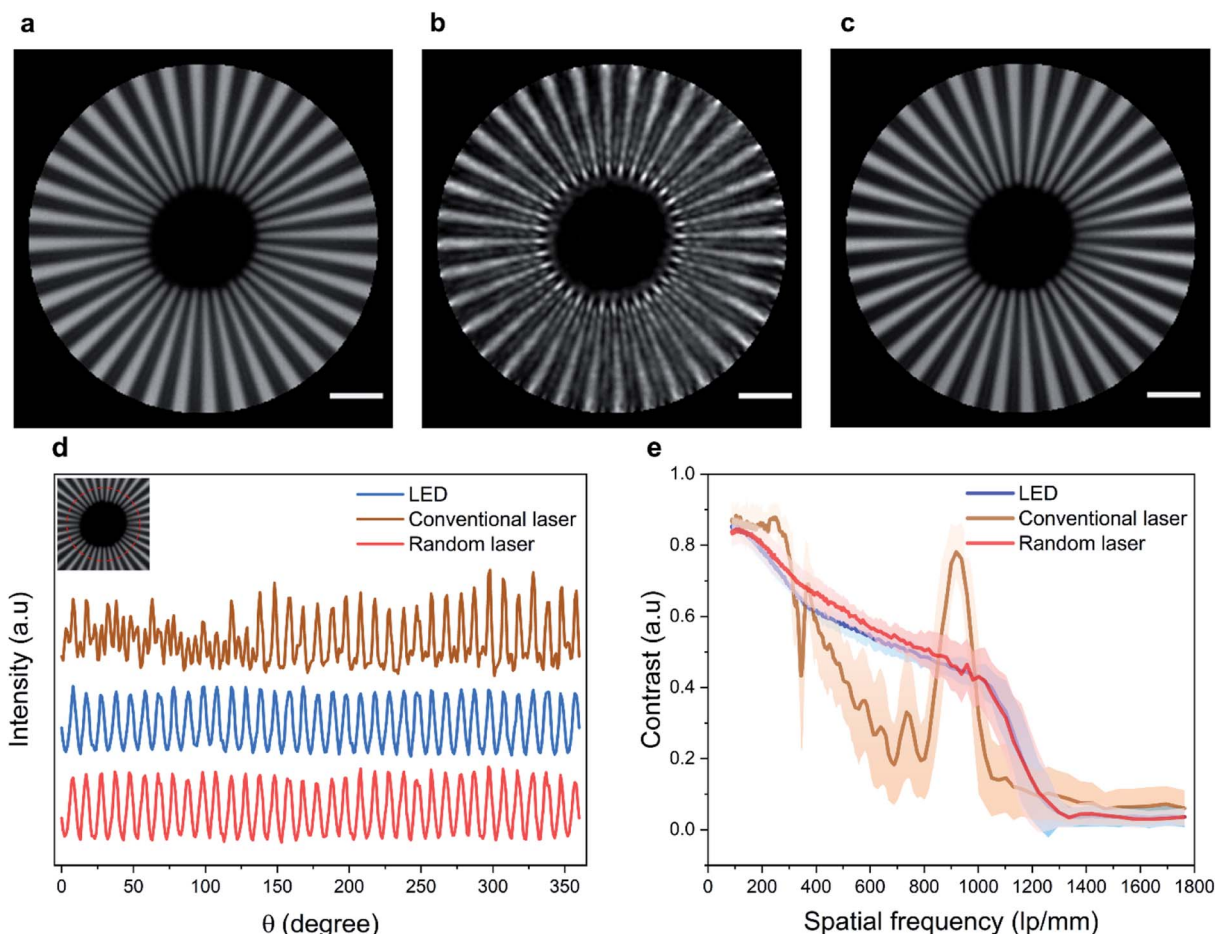 a
b
c
d
LED
Conventional laser
Random laser
Intensity (a.u)
0
50
100
150
200
250
300
350
θ (degree)
e
LED
Conventional laser
Random laser
Contrast (a.u)
1.0
0.8
0.6
0.4
0.2
0.0
0
200
400
600
800
1000
1200
1400
1600
1800
Spatial frequency (lp/mm)